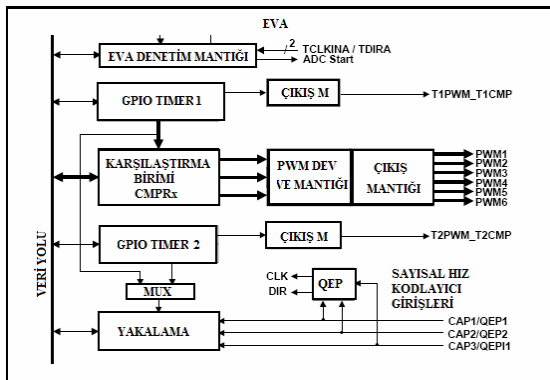 EVA
2
EVA DENETİM MANTIĞI
TCLKINA / TDIRA
ADC Start
GPIO TIMER 1
ÇIKIŞ M
T1PWM_T1CMP
KARŞILAŞTIRMA
BİRİMİ
CMPRx
PWM DEV
VE MANTIĞI
ÇIKIŞ
MANTIĞI
PWM1
PWM2
PWM3
PWM4
PWM5
PWM6
GPIO TIMER 2
ÇIKIŞ M
T2PWM_T2CMP
VERİ YOLU
MUX
CLK
DIR
QEP
SAYISAL HIZ
KODLAYICI
GİRİŞLERİ
YAKALAMA
CAP1/QEP1
CAP2/QEP2
CAP3/QEPI1